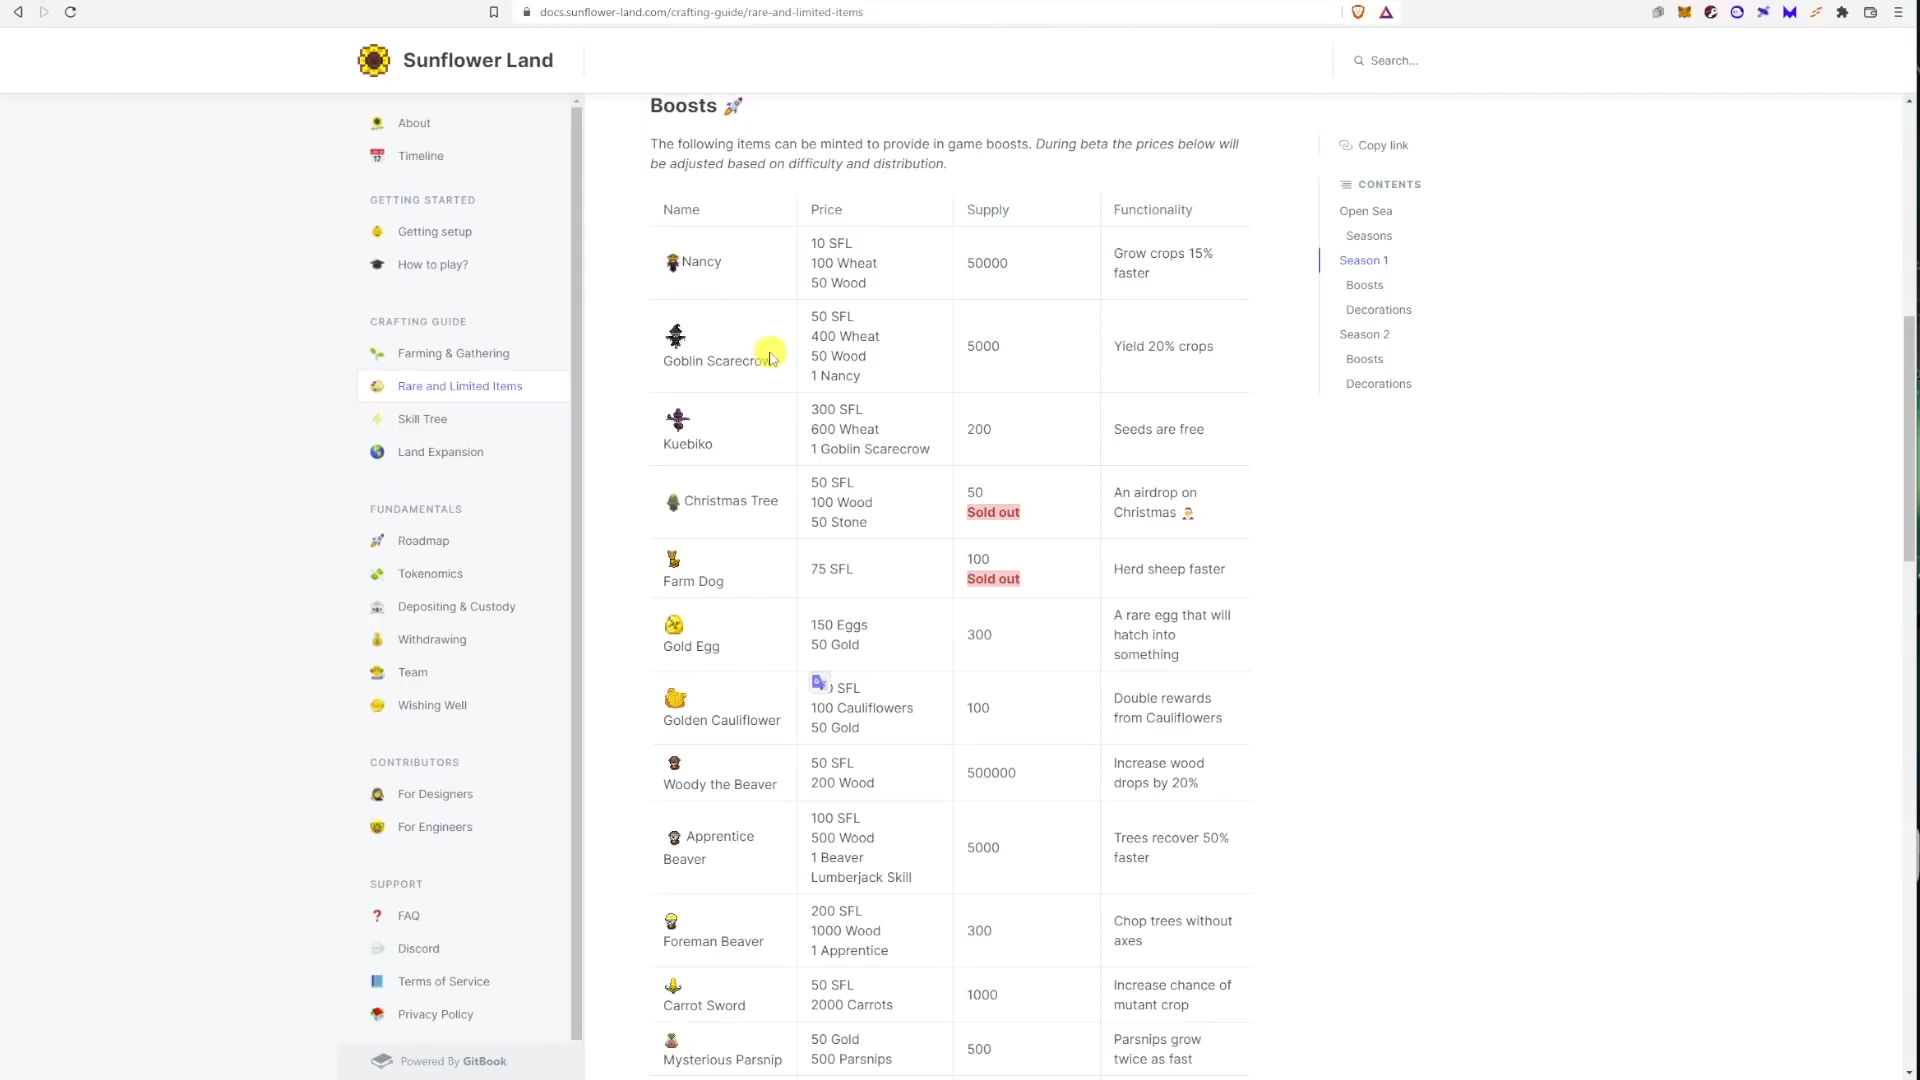 docs.sunflower-land.com/crafting-guide/rare-and-limited-items
Sunflower Land
Search...
About
Timeline
GETTING STARTED
Getting setup
How to play?
CRAFTING GUIDE
Farming & Gathering
Rare and Limited Items
Skill Tree
Land Expansion
FUNDAMENTALS
Roadmap
Tokenomics
Depositing & Custody
Withdrawing
Team
Wishing Well
CONTRIBUTORS
For Designers
For Engineers
SUPPORT
FAQ
Discord
Terms of Service
Privacy Policy
Powered By GitBook
Boosts
The following items can be minted to provide in game boosts. During beta the prices below will
be adjusted based on difficulty and distribution.
Name Price Supply Functionality
Nancy
10 SFL
100 Wheat
50 Wood
50000
Grow crops 15%
faster
Goblin Scarecrow
50 SFL
400 Wheat
50 Wood
1 Nancy
5000
Yield 20% crops
Kuebiko
300 SFL
600 Wheat
1 Goblin Scarecrow
200
Seeds are free
Christmas Tree
50 SFL
100 Wood
50 Stone
50
Sold out
An airdrop on
Christmas
Farm Dog
75 SFL
100
Sold out
Herd sheep faster
Gold Egg
150 Eggs
50 Gold
300
A rare egg that will
hatch into
something
Golden Cauliflower
SFL
100 Cauliflowers
50 Gold
100
Double rewards
from Cauliflowers
Woody the Beaver
50 SFL
200 Wood
500000
Increase wood
drops by 20%
Apprentice
Beaver
100 SFL
500 Wood
1 Beaver
Lumberjack Skill
5000
Trees recover 50%
faster
Foreman Beaver
200 SFL
1000 Wood
1 Apprentice
300
Chop trees without
axes
Carrot Sword
50 SFL
2000 Carrots
1000
Increase chance of
mutant crop
Mysterious Parsnip
50 Gold
500 Parsnips
500
Parsnips grow
twice as fast
Copy link
CONTENTS
Open Sea
Seasons
Season 1
Boosts
Decorations
Season 2
Boosts
Decorations